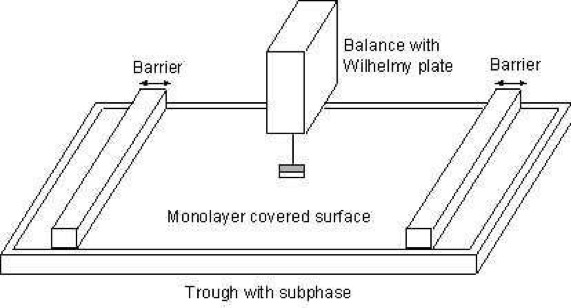 Balance with
Wilhelmy plate
Barrier
Barrier
Monolayer covered surface
Trough with subphase